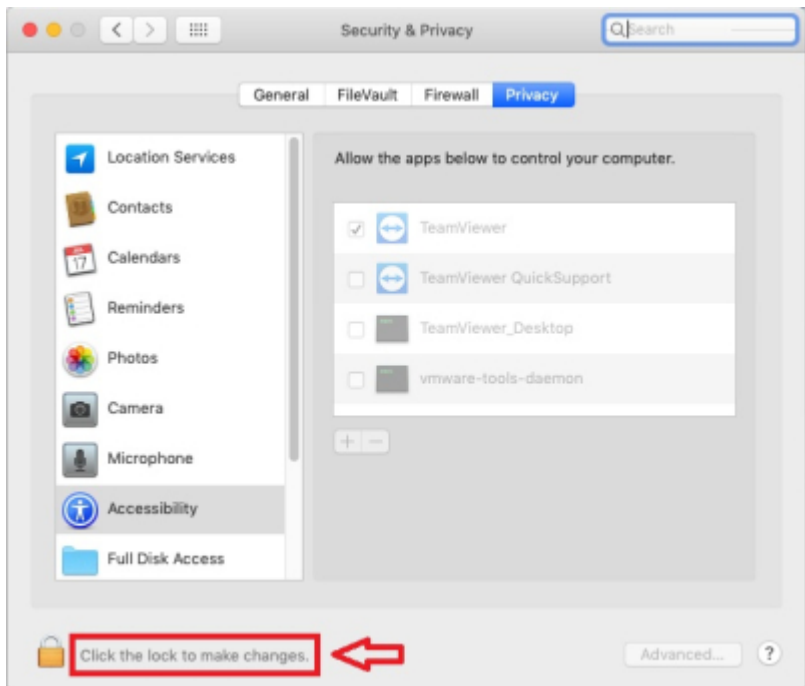 Security & Privacy
Search
General FileVault Firewall Privacy
Location Services
Contacts
JUL
17
Calendars
Reminders
Photos
Camera
Microphone
Accessibility
Full Disk Access
Allow the apps below to control your computer.
TeamViewer
TeamViewer QuickSupport
TeamViewer_Desktop
vmware-tools-daemon
+ −
Click the lock to make changes.
Advanced...
?